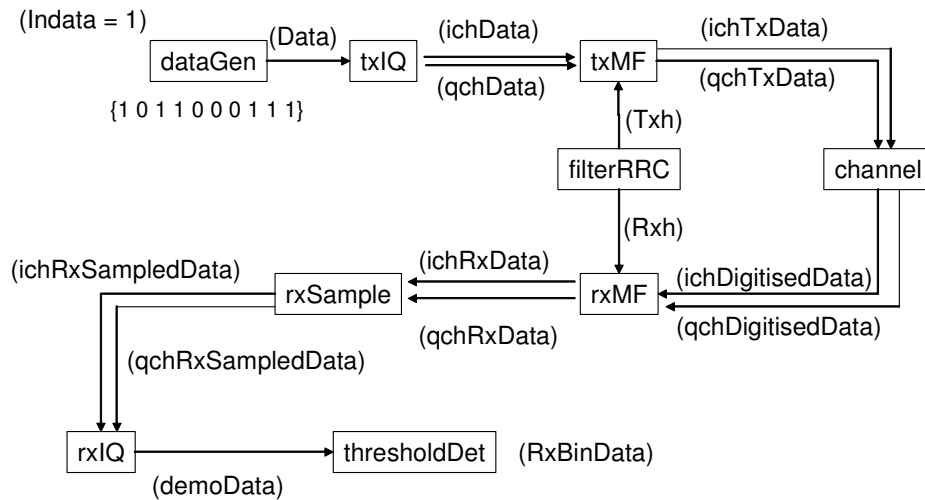 (Indata = 1)
(Data)
(ichData)
(ichTxData)
dataGen
txIQ
txMF
(qchData)
(qchTxData)
{1 0 1 1 0 0 0 1 1 1}
(Txh)
filterRRC
channel
(Rxh)
(ichRxSampledData)
(ichRxData)
(ichDigitisedData)
rxSample
rxMF
(qchRxData)
(qchDigitisedData)
(qchRxSampledData)
rxIQ
thresholdDet
(RxBinData)
(demoData)